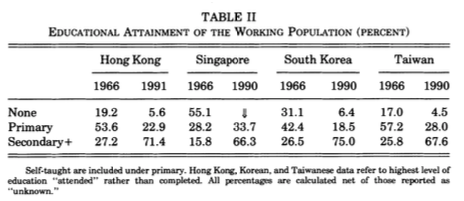 TABLE II
EDUCATIONAL ATTAINMENT OF THE WORKING POPULATION (PERCENT)
Hong Kong Singapore South Korea Taiwan
1966 1991 1966 1990 1966 1990 1966 1990
None 19.2 5.6 55.1 ⇓ 31.1 6.4 17.0 4.5
Primary 53.6 22.9 28.2 33.7 42.4 18.5 57.2 28.0
Secondary+ 27.2 71.4 15.8 66.3 26.5 75.0 25.8 67.6
Self-taught are included under primary. Hong Kong, Korean, and Taiwanese data refer to highest level of
education "attended" rather than completed. All percentages are calculated net of those reported as
"unknown."